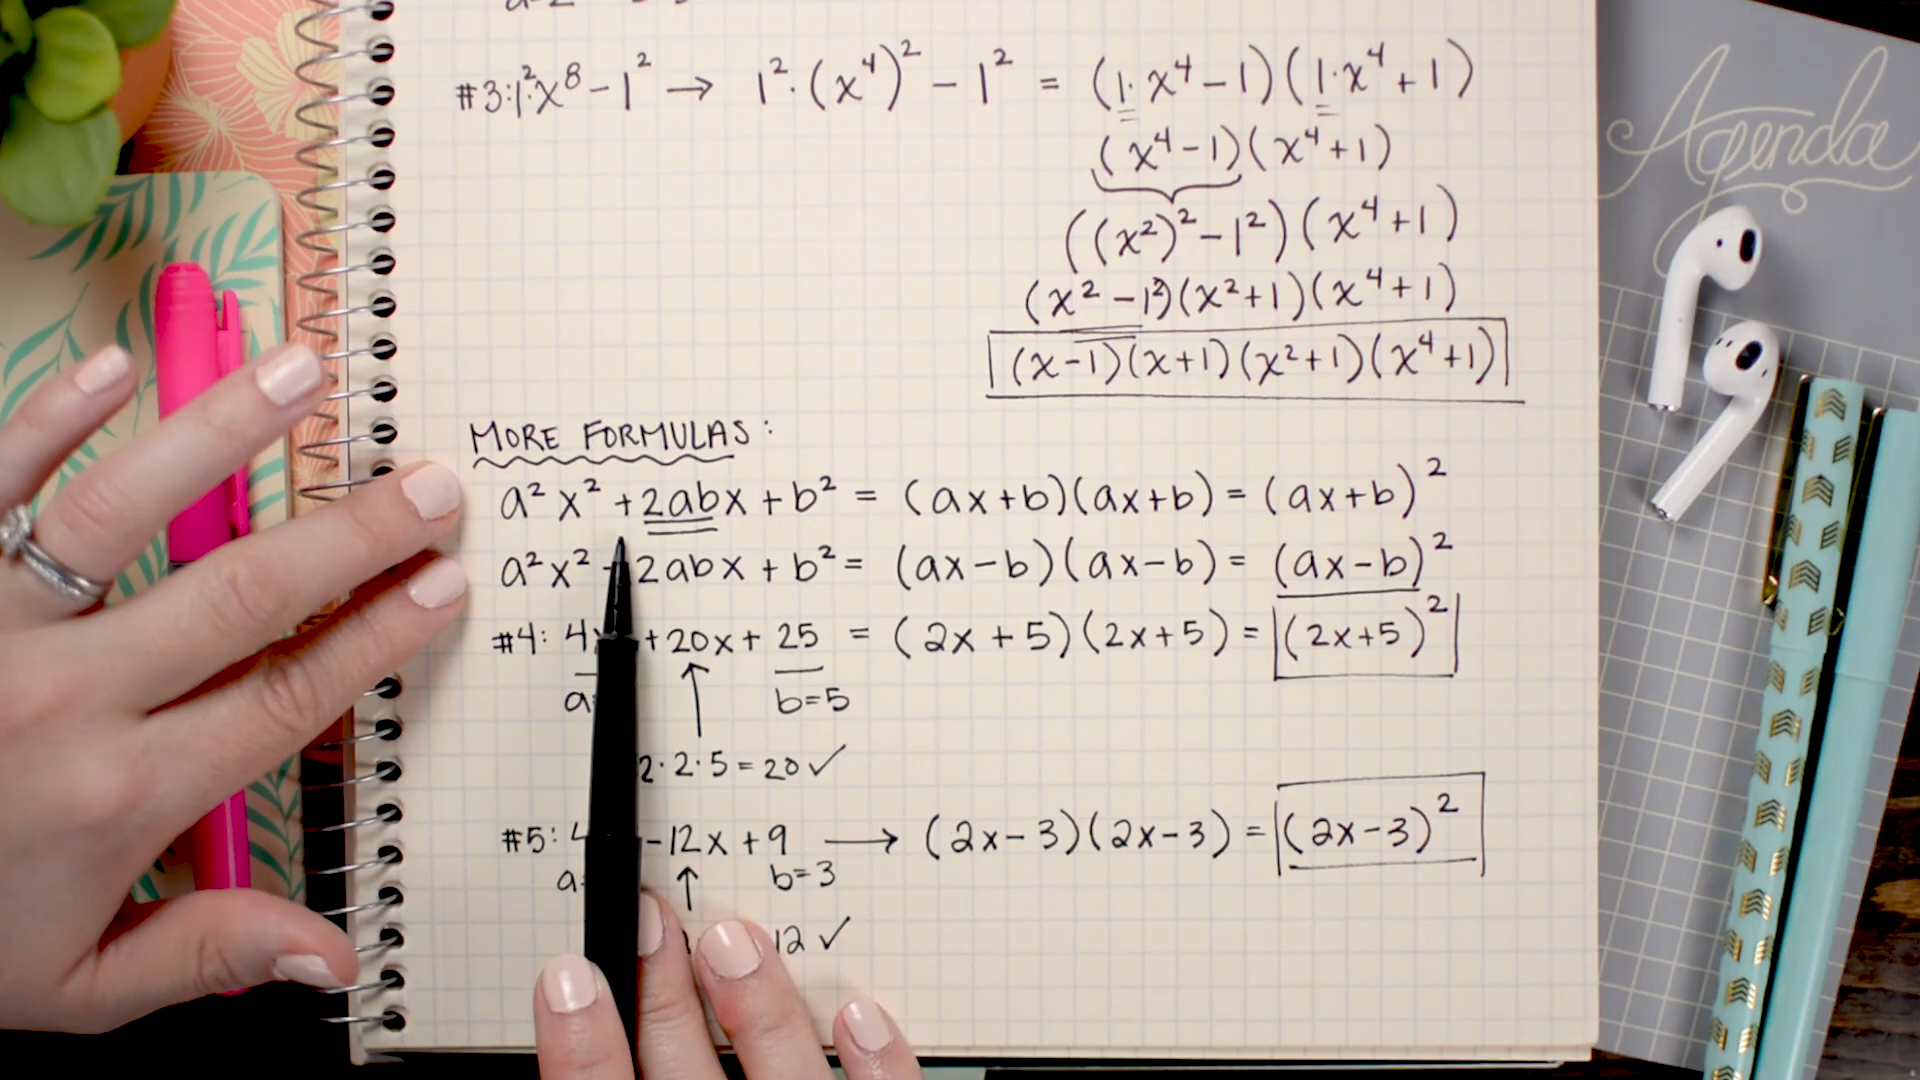 #3: 1²·x⁸ - 1² → 1²·(x⁴)² - 1² = (1·x⁴ - 1)(1·x⁴ + 1)
(x⁴ - 1)(x⁴ + 1)
((x²)² - 1²)(x⁴ + 1)
(x² - 1²)(x² + 1)(x⁴ + 1)
(x - 1)(x + 1)(x² + 1)(x⁴ + 1)
MORE FORMULAS:
a²x² + 2abx + b² = (ax + b)(ax + b) = (ax + b)²
a²x² - 2abx + b² = (ax - b)(ax - b) = (ax - b)²
#4: 4x + 20x + 25 = (2x + 5)(2x + 5) = (2x + 5)²
a b = 5
2·2·5 = 20 ✓
#5: 4 - 12x + 9 → (2x - 3)(2x - 3) = (2x - 3)²
a b = 3
12 ✓
Agenda